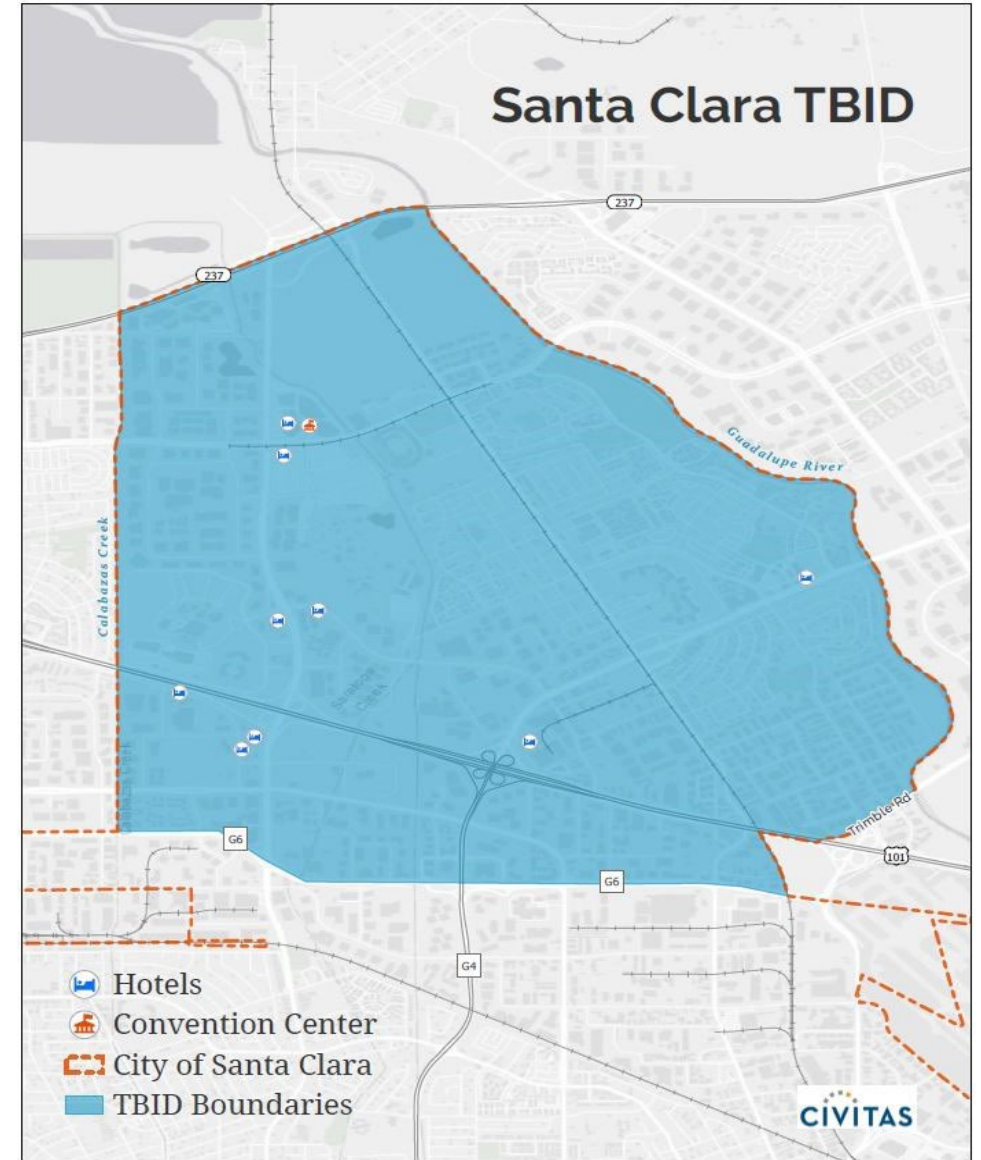 Santa Clara TBID
237
237
Guadalupe River
Calabazas Creek
Trimble Rd
G6
101
G6
G4
Hotels
Convention Center
City of Santa Clara
TBID Boundaries
CIVITAS